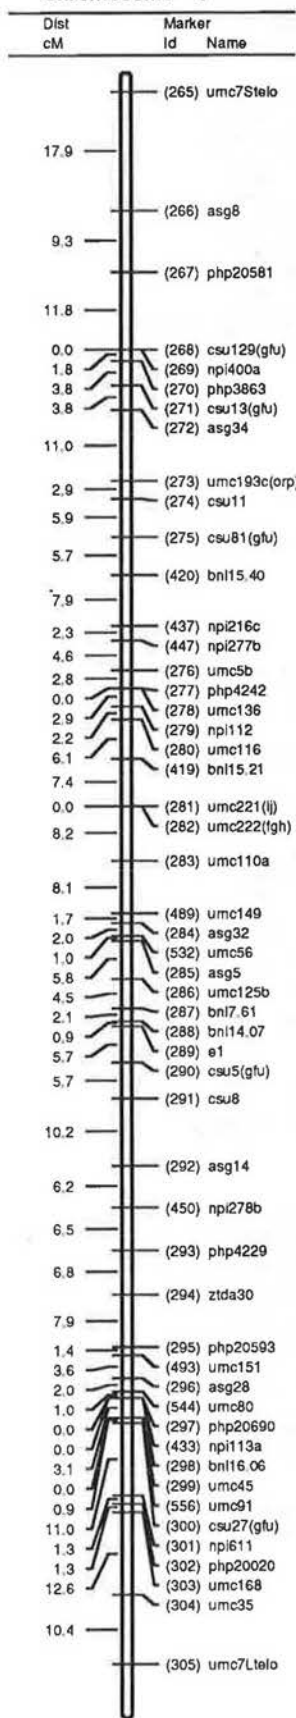 Dist Marker
cM Id Name
(265) umc7Stelo
17.9
(266) asg8
9.3
(267) php20581
11.8
0.0 (268) csu129(gfu)
1.8 (269) npi400a
3.8 (270) php3863
3.8 (271) csu13(gfu)
(272) asg34
11.0
(273) umc193c(orp)
2.9
(274) csu11
5.9
(275) csu81(gfu)
5.7
(420) bnl15.40
7.9
(437) npi216c
2.3
(447) npi277b
4.6
(276) umc5b
2.8
(277) php4242
0.0
(278) umc136
2.9
(279) npi112
2.2
(280) umc116
6.1
(419) bnl15.21
7.4
0.0 (281) umc221(lj)
(282) umc222(fgh)
8.2
(283) umc110a
8.1
(489) umc149
1.7
(284) asg32
2.0
(532) umc56
1.0
(285) asg5
5.8
(286) umc125b
4.5
(287) bnl7.61
2.1
(288) bnl14.07
0.9
(289) e1
5.7
(290) csu5(gfu)
5.7
(291) csu8
10.2
(292) asg14
6.2
(450) npi278b
6.5
(293) php4229
6.8
(294) ztda30
7.9
1.4 (295) php20593
3.6 (493) umc151
2.0 (296) asg28
1.0 (544) umc80
0.0 (297) php20690
0.0 (433) npi113a
3.1 (298) bnl16.06
0.0 (299) umc45
0.9 (556) umc91
11.0 (300) csu27(gfu)
1.3 (301) npi611
1.3 (302) php20020
12.6 (303) umc168
(304) umc35
10.4
(305) umc7Ltelo